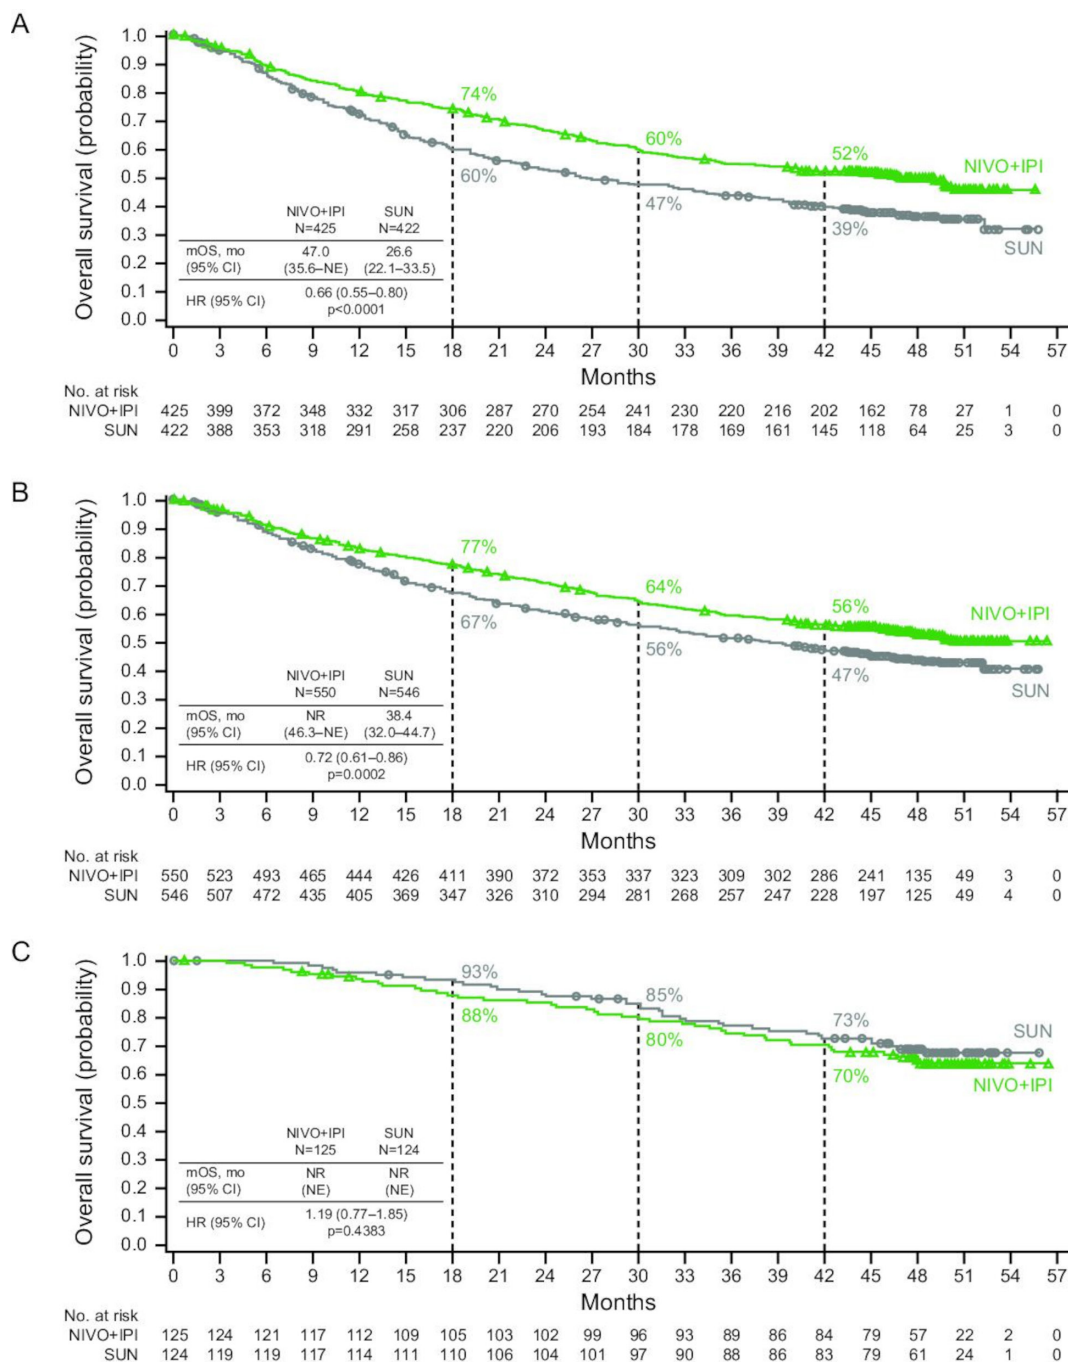 A
Overall survival (probability)
1.0
0.9
0.8
0.7
0.6
0.5
0.4
0.3
0.2
0.1
0.0
74%
60%
60%
47%
52%
39%
NIVO+IPI
SUN
NIVO+IPI SUN
N=425 N=422
mOS, mo 47.0 26.6
(95% CI) (35.6–NE) (22.1–33.5)
HR (95% CI) 0.66 (0.55–0.80)
p<0.0001
0 3 6 9 12 15 18 21 24 27 30 33 36 39 42 45 48 51 54 57
Months
No. at risk
NIVO+IPI 425 399 372 348 332 317 306 287 270 254 241 230 220 216 202 162 78 27 1 0
SUN 422 388 353 318 291 258 237 220 206 193 184 178 169 161 145 118 64 25 3 0
B
Overall survival (probability)
1.0
0.9
0.8
0.7
0.6
0.5
0.4
0.3
0.2
0.1
0.0
77%
67%
64%
56%
56%
47%
NIVO+IPI
SUN
NIVO+IPI SUN
N=550 N=546
mOS, mo NR 38.4
(95% CI) (46.3–NE) (32.0–44.7)
HR (95% CI) 0.72 (0.61–0.86)
p=0.0002
0 3 6 9 12 15 18 21 24 27 30 33 36 39 42 45 48 51 54 57
Months
No. at risk
NIVO+IPI 550 523 493 465 444 426 411 390 372 353 337 323 309 302 286 241 135 49 3 0
SUN 546 507 472 435 405 369 347 326 310 294 281 268 257 247 228 197 125 49 4 0
C
Overall survival (probability)
1.0
0.9
0.8
0.7
0.6
0.5
0.4
0.3
0.2
0.1
0.0
93%
88%
85%
80%
73%
70%
SUN
NIVO+IPI
NIVO+IPI SUN
N=125 N=124
mOS, mo NR NR
(95% CI) (NE) (NE)
HR (95% CI) 1.19 (0.77–1.85)
p=0.4383
0 3 6 9 12 15 18 21 24 27 30 33 36 39 42 45 48 51 54 57
Months
No. at risk
NIVO+IPI 125 124 121 117 112 109 105 103 102 99 96 93 89 86 84 79 57 22 2 0
SUN 124 119 119 117 114 111 110 106 104 101 97 90 88 86 83 79 61 24 1 0